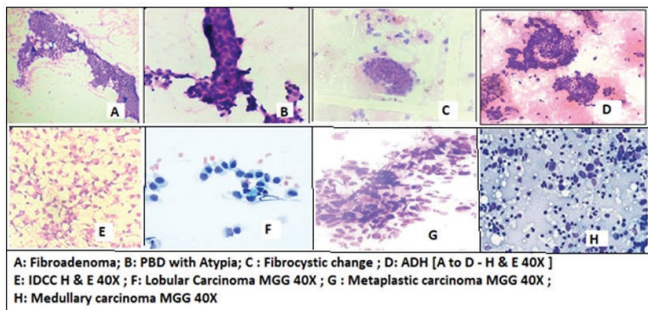 A
B
C
D
E
F
G
H
A: Fibroadenoma; B: PBD with Atypia; C : Fibrocystic change ; D: ADH [A to D - H & E 40X ]
E: IDCC H & E 40X ; F: Lobular Carcinoma MGG 40X ; G : Metaplastic carcinoma MGG 40X ;
H: Medullary carcinoma MGG 40X